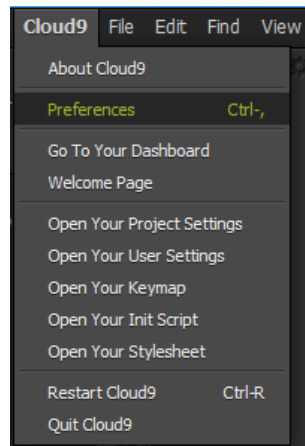 Cloud9 File Edit Find View
About Cloud9
Preferences Ctrl-,
Go To Your Dashboard
Welcome Page
Open Your Project Settings
Open Your User Settings
Open Your Keymap
Open Your Init Script
Open Your Stylesheet
Restart Cloud9 Ctrl-R
Quit Cloud9